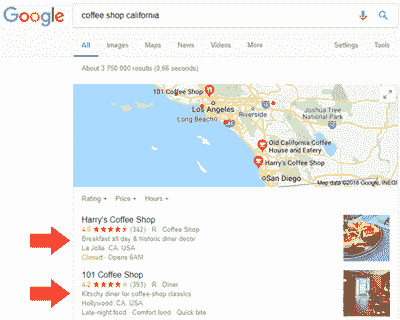 Google
coffee shop california
All Images Maps News Videos More Settings Tools
About 3 750 000 results (0,66 seconds)
101 Coffee Shop
Los Angeles
Long Beach
Riverside
Joshua Tree
National Park
Old California Coffee
House and Eatery
Harry's Coffee Shop
San Diego
Map data ©2018 Google, INEGI
Rating Price Hours
Harry's Coffee Shop
4.6 (342) · R · Coffee Shop
Breakfast all day & historic diner decor
La Jolla, CA, USA
Closed · Opens 6AM
101 Coffee Shop
4.2 (393) · R · Diner
Kitschy diner for coffee-shop classics
Hollywood, CA, USA
Late-night food · Comfort food · Quick bite